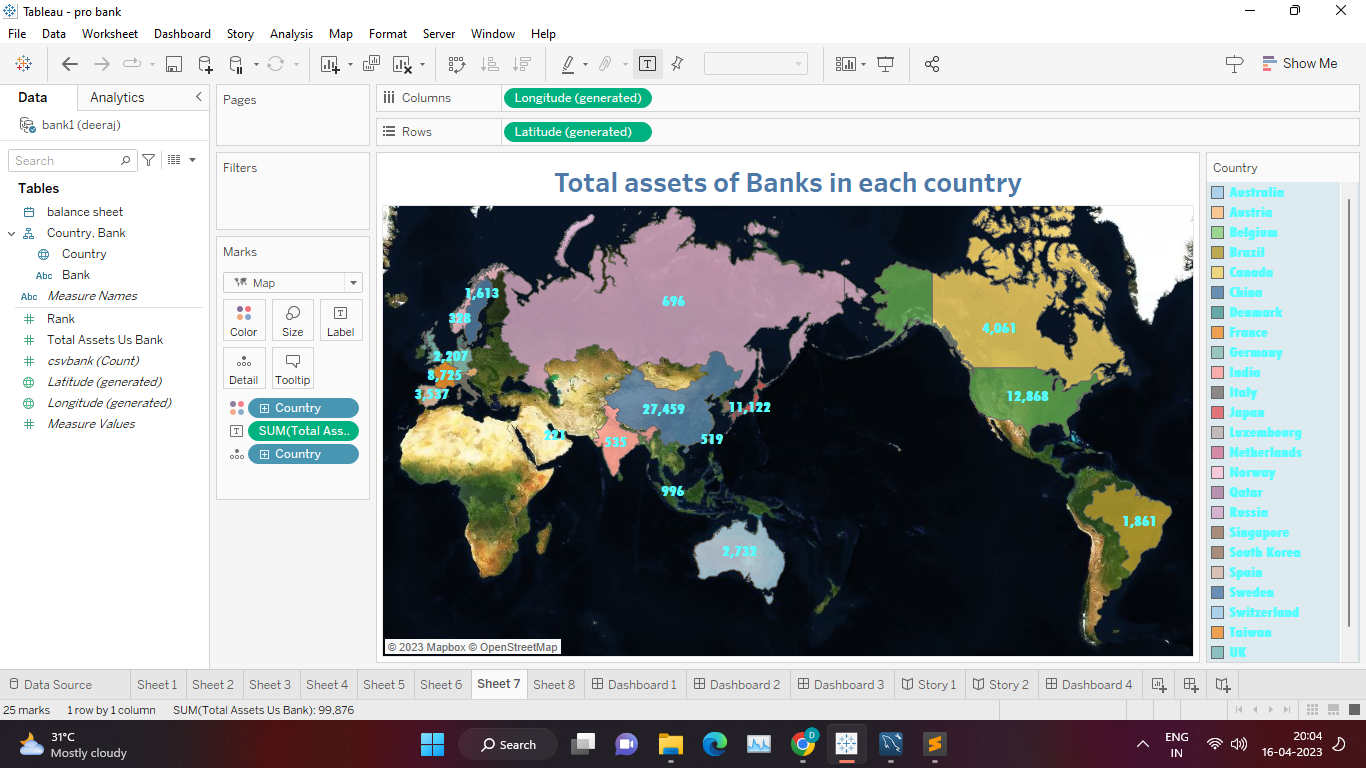 Tableau - pro bank
File Data Worksheet Dashboard Story Analysis Map Format Server Window Help
Show Me
Data Analytics
bank1 (deeraj)
Search
Tables
balance sheet
Country, Bank
Country
Abc Bank
Abc Measure Names
Rank
Total Assets Us Bank
csvbank (Count)
Latitude (generated)
Longitude (generated)
Measure Values
Pages
Filters
Marks
Map
Color Size Label
Detail Tooltip
Country
SUM(Total Ass..
Country
Columns Longitude (generated)
Rows Latitude (generated)
Total assets of Banks in each country
1,613
328
696
4,061
2,207
8,725
3,537
27,459
11,122
12,868
221
535
519
996
1,861
2,732
© 2023 Mapbox © OpenStreetMap
Country
Australia
Austria
Belgium
Brazil
Canada
China
Denmark
France
Germany
India
Italy
Japan
Luxembourg
Netherlands
Norway
Qatar
Russia
Singapore
South Korea
Spain
Sweden
Switzerland
Taiwan
UK
Data Source Sheet 1 Sheet 2 Sheet 3 Sheet 4 Sheet 5 Sheet 6 Sheet 7 Sheet 8 Dashboard 1 Dashboard 2 Dashboard 3 Story 1 Story 2 Dashboard 4
25 marks 1 row by 1 column SUM(Total Assets Us Bank): 99,876
31°C
Mostly cloudy
Search
D
ENG
IN
20:04
16-04-2023